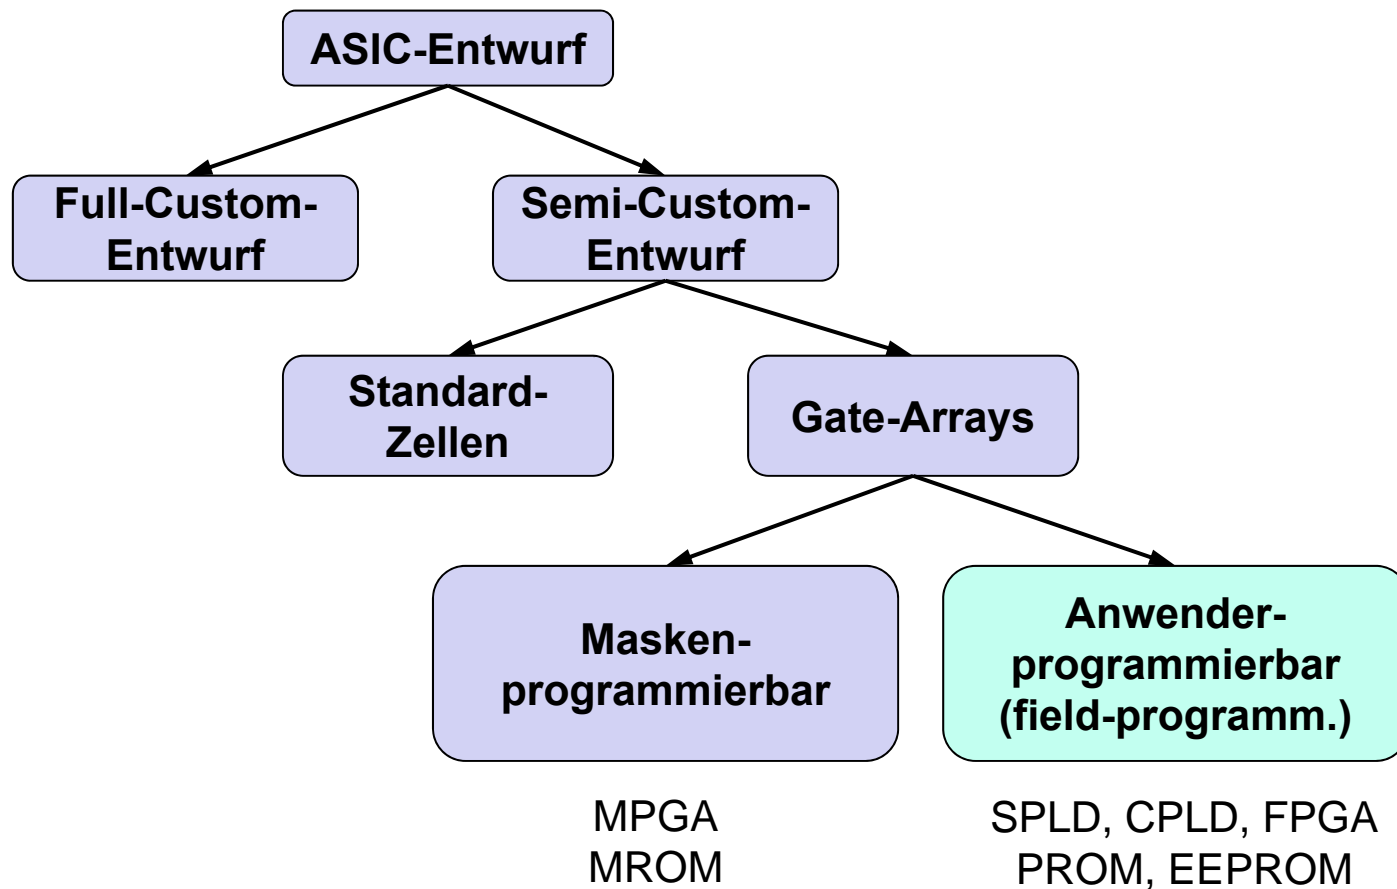 ASIC-Entwurf
Full-Custom-
Entwurf
Semi-Custom-
Entwurf
Standard-
Zellen
Gate-Arrays
Masken-
programmierbar
Anwender-
programmierbar
(field-programm.)
MPGA
MROM
SPLD, CPLD, FPGA
PROM, EEPROM